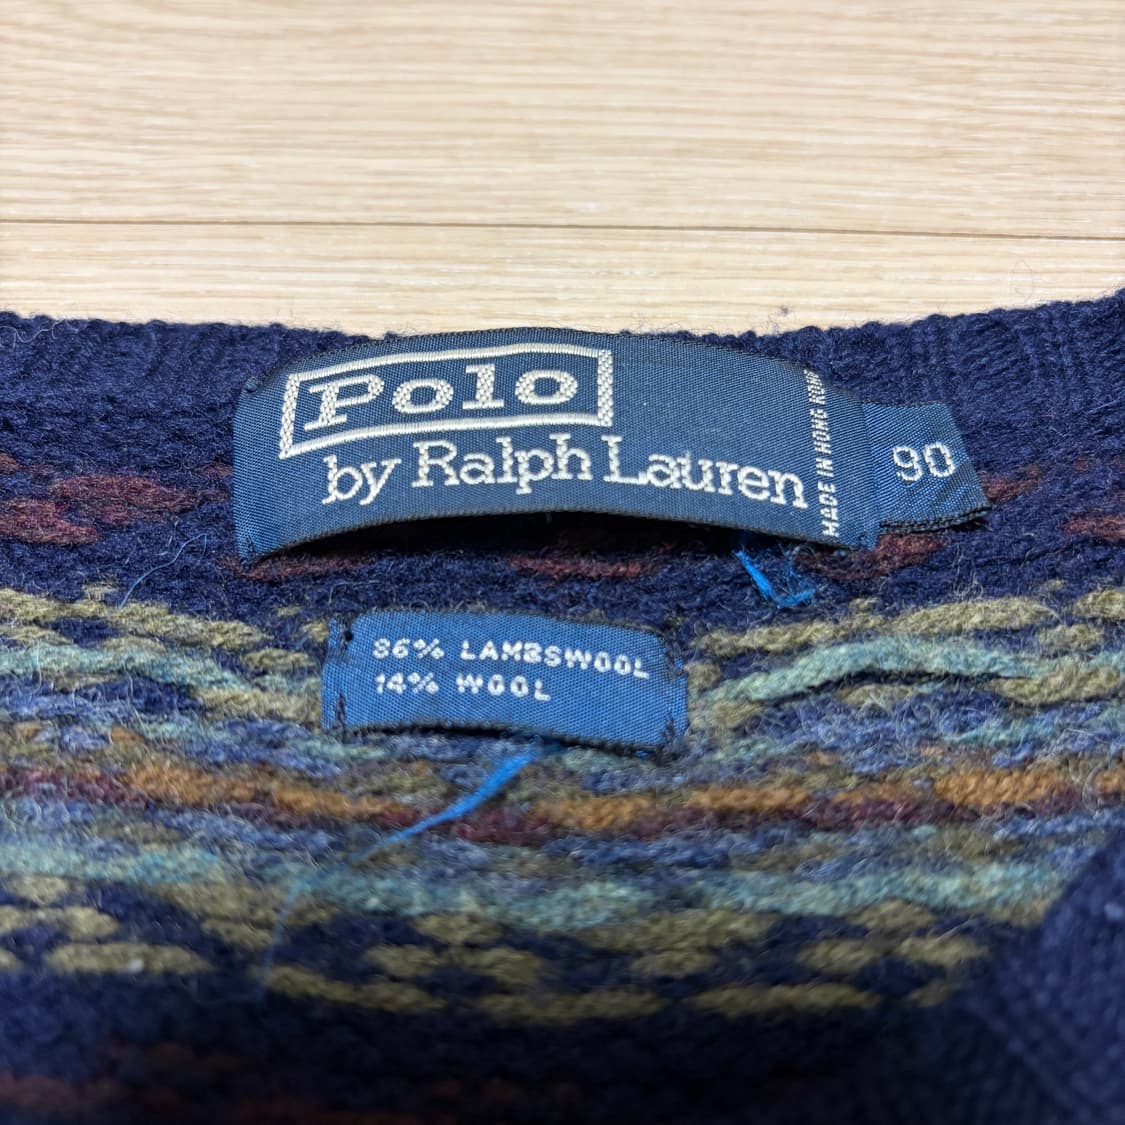 Polo
by Ralph Lauren
MADE IN HONG KONG
90
86% LAMBSWOOL
14% WOOL